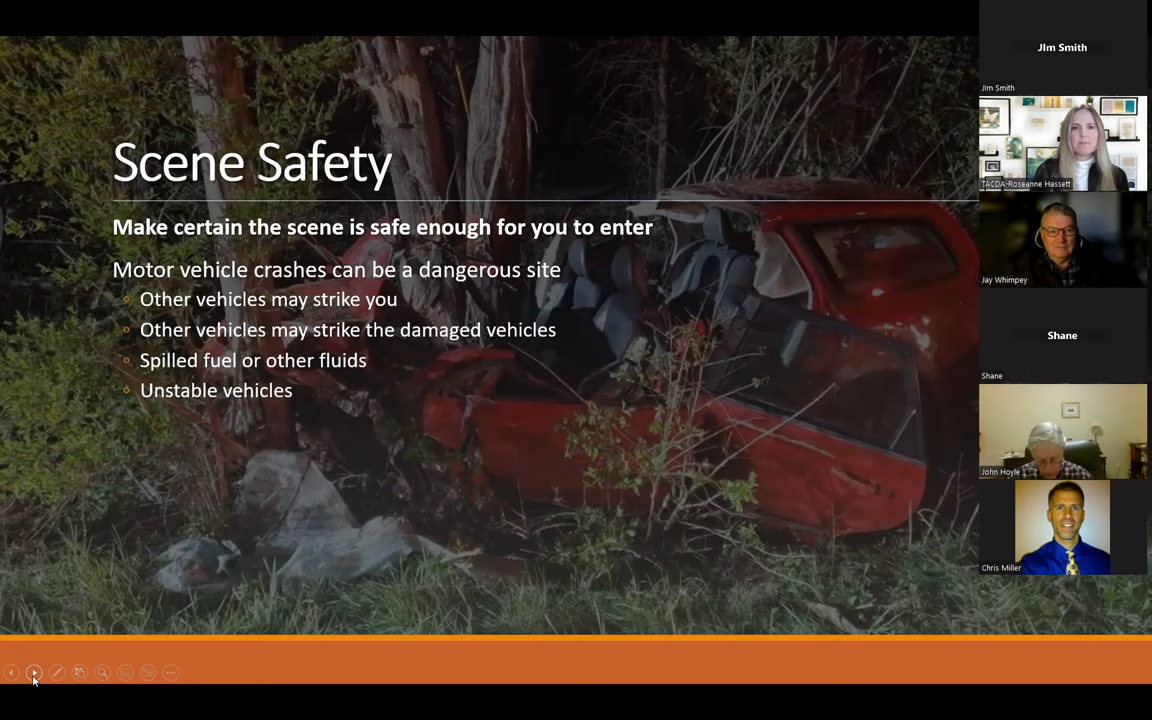 Scene Safety
Make certain the scene is safe enough for you to enter
Motor vehicle crashes can be a dangerous site
Other vehicles may strike you
Other vehicles may strike the damaged vehicles
Spilled fuel or other fluids
Unstable vehicles
JIm Smith
JIm Smith
TACDA-Roseanne Hassett
Jay Whimpey
Shane
Shane
John Hoyle
Chris Miller